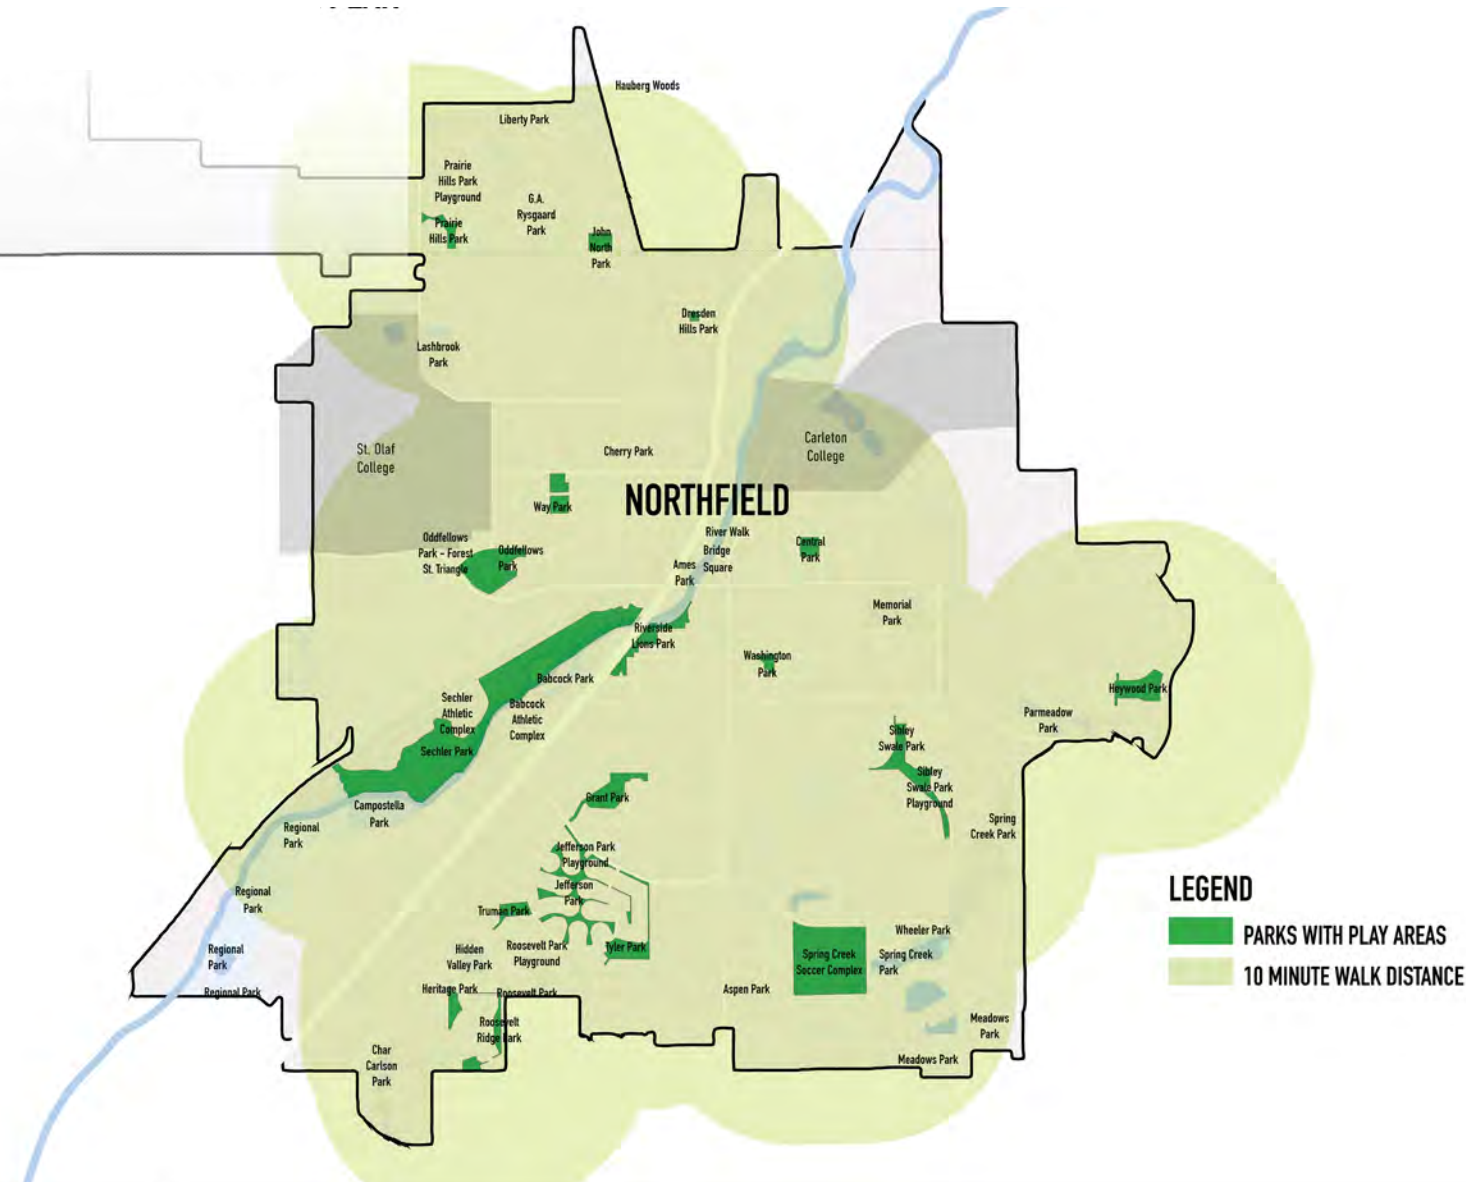 Hauberg Woods
Liberty Park
Prairie
Hills Park
Playground
Prairie
Hills Park
G.A.
Rysgaard
Park
John
North
Park
Dresden
Hills Park
Lashbrook
Park
St. Olaf
College
Cherry Park
Carleton
College
NORTHFIELD
Way Park
River Walk
Bridge
Square
Ames
Park
Central
Park
Oddfellows
Park – Forest
St. Triangle
Oddfellows
Park
Memorial
Park
Riverside
Lions Park
Washington
Park
Babcock Park
Heywood Park
Sechler
Athletic
Complex
Babcock
Athletic
Complex
Parmeadow
Park
Sechler Park
Sibley
Swale Park
Sibley
Swale Park
Playground
Grant Park
Campostella
Park
Regional
Park
Spring
Creek Park
Jefferson Park
Playground
Jefferson
Park
Regional
Park
Truman Park
LEGEND
PARKS WITH PLAY AREAS
10 MINUTE WALK DISTANCE
Wheeler Park
Roosevelt Park
Playground
Tyler Park
Hidden
Valley Park
Spring Creek
Soccer Complex
Spring Creek
Park
Regional
Park
Regional Park
Heritage Park
Roosevelt Park
Aspen Park
Roosevelt
Ridge Park
Meadows
Park
Char
Carlson
Park
Meadows Park